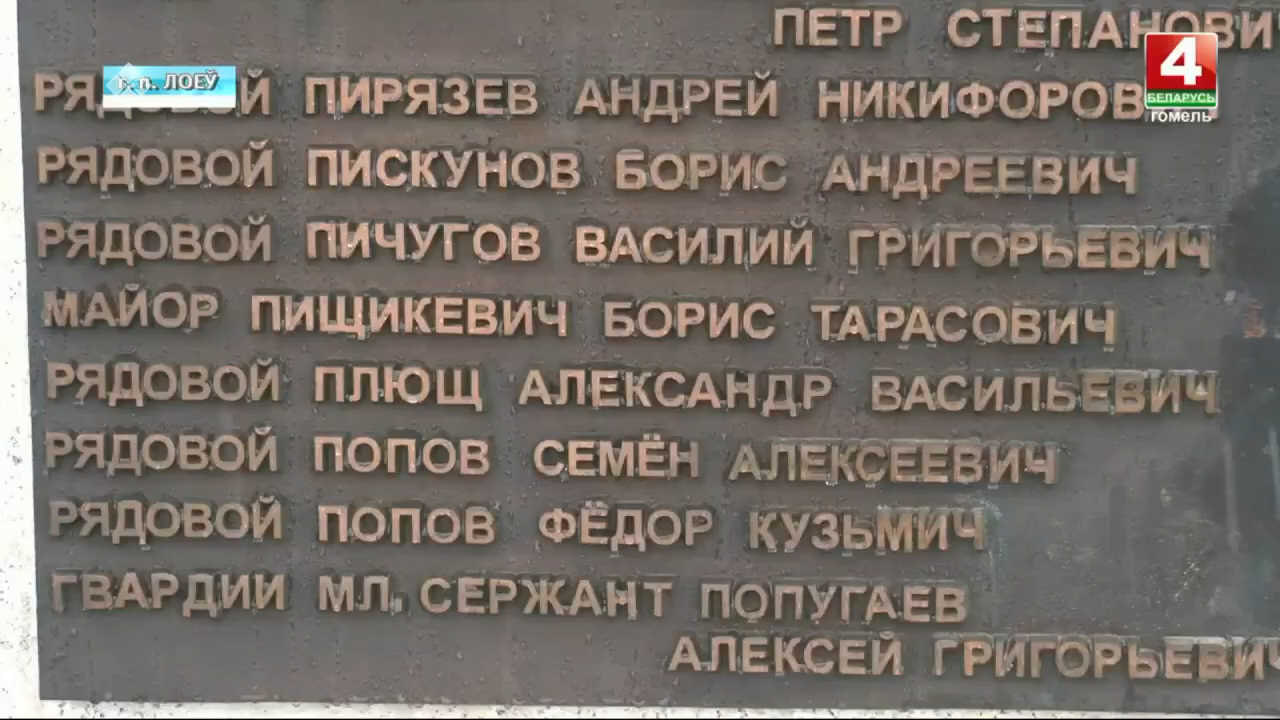 ПЕТР СТЕПАНОВИ
4
БЕЛАРУСЬ
гомель
г. п. ЛОЕЎ
РЯДОВОЙ ПИРЯЗЕВ АНДРЕЙ НИКИФОРОВ
РЯДОВОЙ ПИСКУНОВ БОРИС АНДРЕЕВИЧ
РЯДОВОЙ ПИЧУГОВ ВАСИЛИЙ ГРИГОРЬЕВИЧ
МАЙОР ПИЩИКЕВИЧ БОРИС ТАРАСОВИЧ
РЯДОВОЙ ПЛЮЩ АЛЕКСАНДР ВАСИЛЬЕВИЧ
РЯДОВОЙ ПОПОВ СЕМЁН АЛЕКСЕЕВИЧ
РЯДОВОЙ ПОПОВ ФЁДОР КУЗЬМИЧ
ГВАРДИИ МЛ. СЕРЖАНТ ПОПУГАЕВ
АЛЕКСЕЙ ГРИГОРЬЕВИЧ